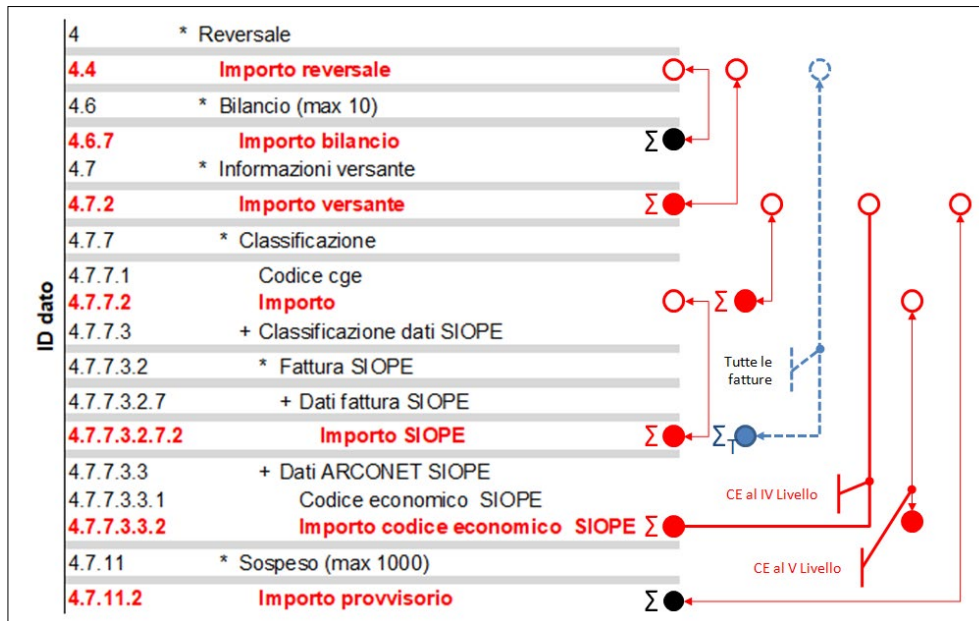 ID dato
4 * Reversale
4.4 Importo reversale
4.6 * Bilancio (max 10)
4.6.7 Importo bilancio Σ
4.7 * Informazioni versante
4.7.2 Importo versante Σ
4.7.7 * Classificazione
4.7.7.1 Codice cge
4.7.7.2 Importo Σ
4.7.7.3 + Classificazione dati SIOPE
4.7.7.3.2 * Fattura SIOPE
Tutte le
fatture
4.7.7.3.2.7 + Dati fattura SIOPE
4.7.7.3.2.7.2 Importo SIOPE Σ ΣT
4.7.7.3.3 + Dati ARCONET SIOPE
4.7.7.3.3.1 Codice economico SIOPE
CE al IV Livello
4.7.7.3.3.2 Importo codice economico SIOPE Σ
4.7.11 * Sospeso (max 1000)
CE al V Livello
4.7.11.2 Importo provvisorio Σ